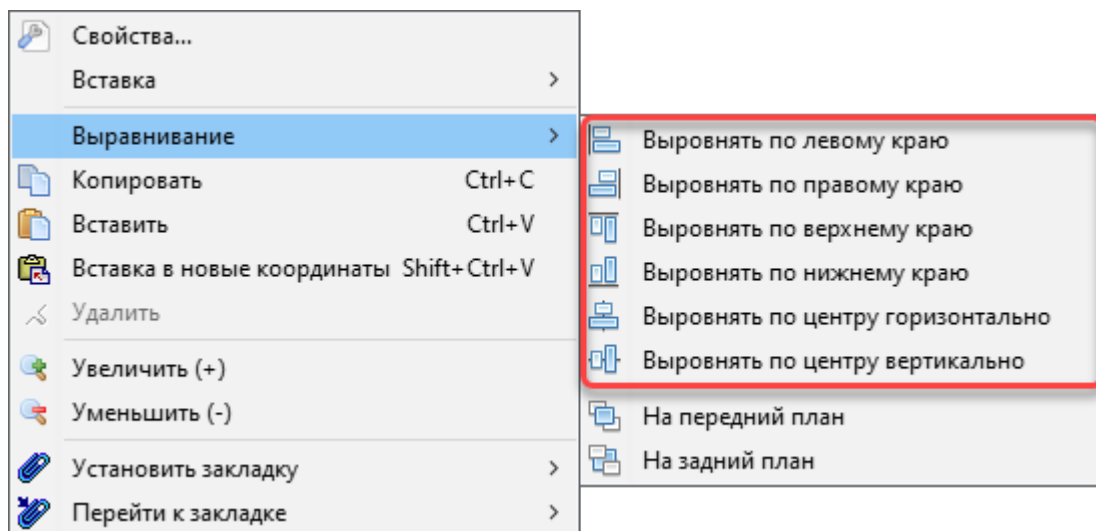 Свойства...
Вставка
Выравнивание
Копировать Ctrl+C
Вставить Ctrl+V
Вставка в новые координаты Shift+Ctrl+V
Удалить
Увеличить (+)
Уменьшить (-)
Установить закладку
Перейти к закладке
Выровнять по левому краю
Выровнять по правому краю
Выровнять по верхнему краю
Выровнять по нижнему краю
Выровнять по центру горизонтально
Выровнять по центру вертикально
На передний план
На задний план